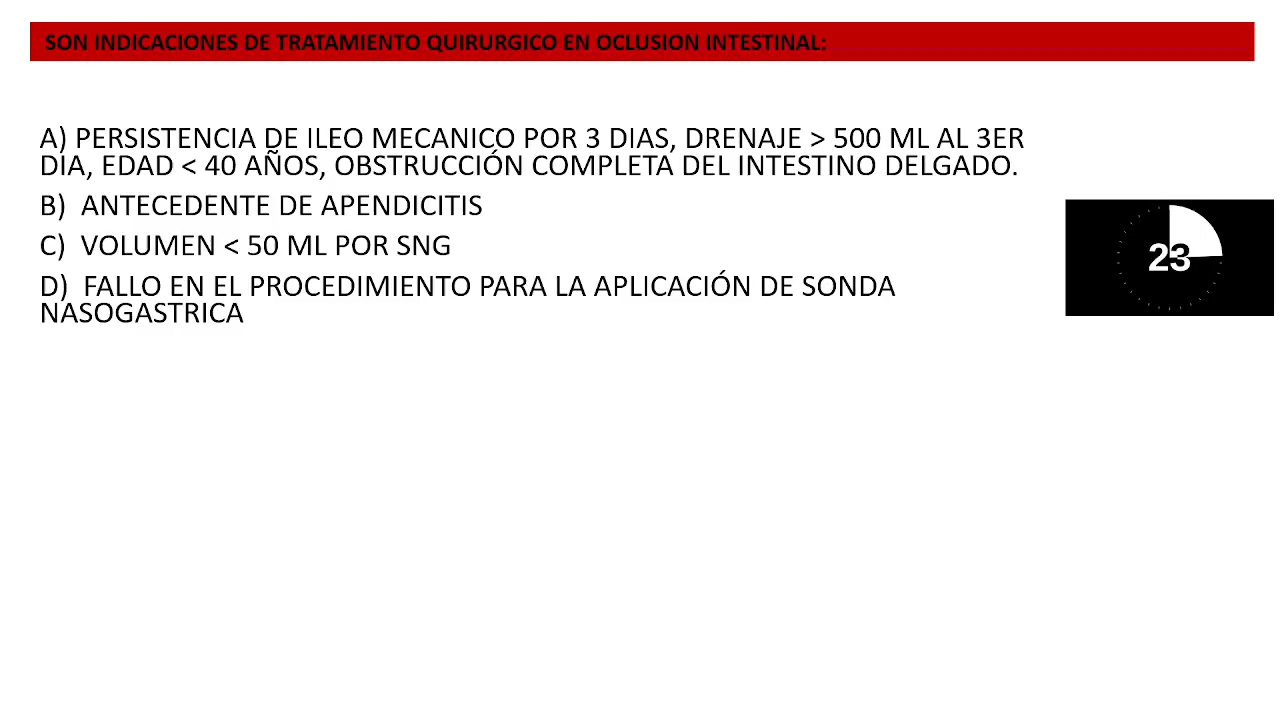 SON INDICACIONES DE TRATAMIENTO QUIRURGICO EN OCLUSION INTESTINAL:
A) PERSISTENCIA DE ILEO MECANICO POR 3 DIAS, DRENAJE > 500 ML AL 3ER
DIA, EDAD < 40 AÑOS, OBSTRUCCIÓN COMPLETA DEL INTESTINO DELGADO.
B) ANTECEDENTE DE APENDICITIS
C) VOLUMEN < 50 ML POR SNG
D) FALLO EN EL PROCEDIMIENTO PARA LA APLICACIÓN DE SONDA
NASOGASTRICA
23